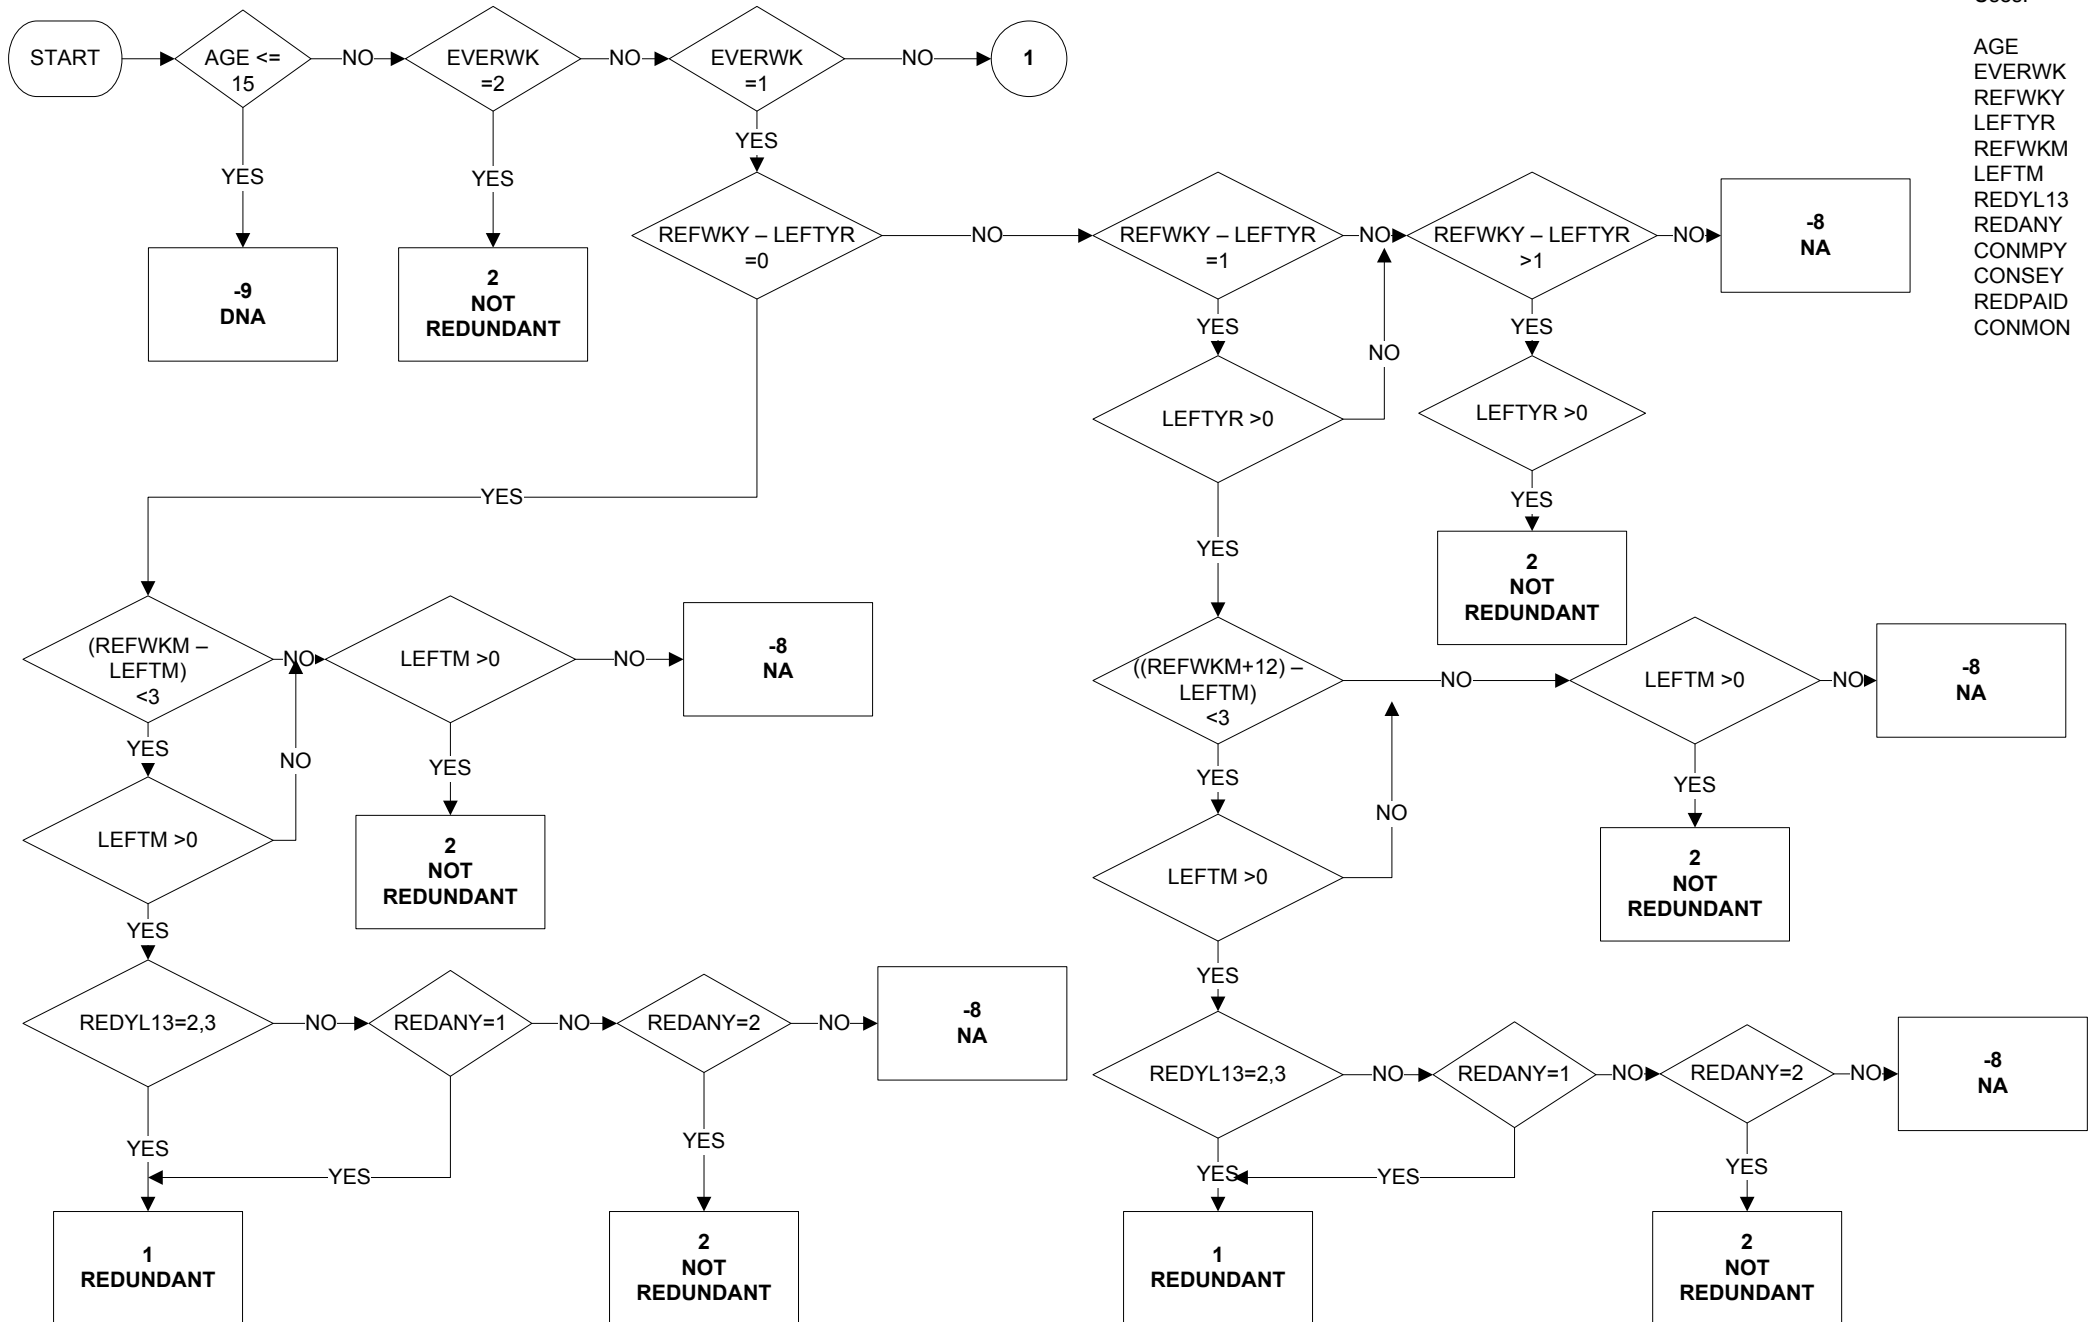 START
AGE <=
15
NO
EVERWK
=2
NO
EVERWK
=1
NO
1
AGE
EVERWK
REFWKY
LEFTYR
REFWKM
LEFTM
REDYL13
REDANY
CONMPY
CONSEY
REDPAID
CONMON
YES
YES
YES
-9
DNA
2
NOT
REDUNDANT
REFWKY – LEFTYR
=0
NO
REFWKY – LEFTYR
=1
NO
REFWKY – LEFTYR
>1
NO
-8
NA
YES
YES
NO
LEFTYR >0
LEFTYR >0
YES
YES
YES
2
NOT
REDUNDANT
(REFWKM –
LEFTM)
<3
NO
LEFTM >0
NO
-8
NA
((REFWKM+12) –
LEFTM)
<3
NO
LEFTM >0
NO
-8
NA
YES
NO
YES
YES
NO
YES
LEFTM >0
2
NOT
REDUNDANT
LEFTM >0
2
NOT
REDUNDANT
YES
YES
REDYL13=2,3
NO
REDANY=1
NO
REDANY=2
NO
-8
NA
REDYL13=2,3
NO
REDANY=1
NO
REDANY=2
NO
-8
NA
YES
YES
YES
YES
YES
YES
1
REDUNDANT
2
NOT
REDUNDANT
1
REDUNDANT
2
NOT
REDUNDANT